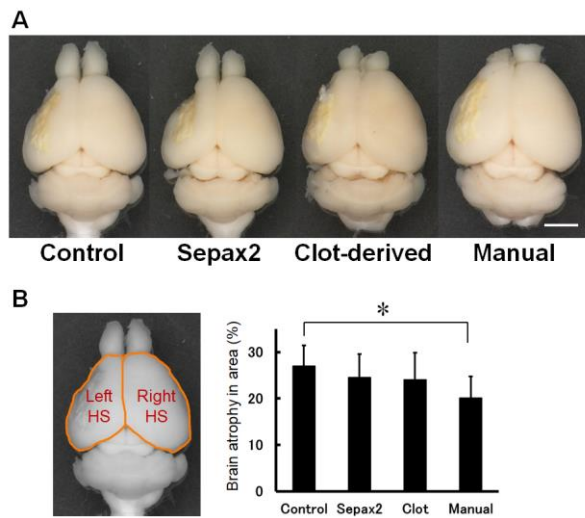 A
Control Sepax2 Clot-derived Manual
B
Left HS
Right HS
*
Brain atrophy in area (%)
30
20
10
0
Control Sepax2 Clot Manual